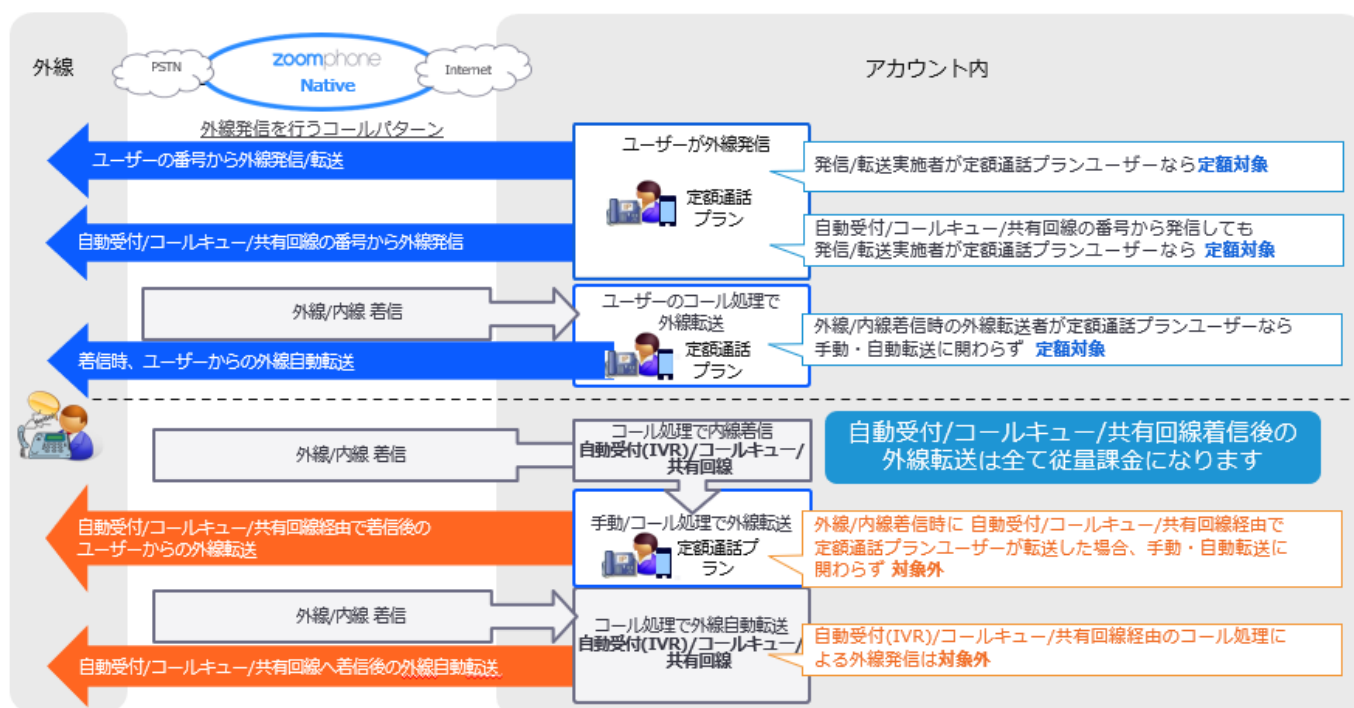 外線
PSTN
zoomphone
Native
Internet
アカウント内
外線発信を行うコールパターン
ユーザーの番号から外線発信/転送
ユーザーが外線発信
定額通話
プラン
発信/転送実施者が定額通話プランユーザーなら定額対象
自動受付/コールキュー/共有回線の番号から外線発信
自動受付/コールキュー/共有回線の番号から発信しても
発信/転送実施者が定額通話プランユーザーなら 定額対象
外線/内線 着信
ユーザーのコール処理で
外線転送
定額通話
プラン
外線/内線着信時の外線転送者が定額通話プランユーザーなら
手動・自動転送に関わらず 定額対象
着信時、ユーザーからの外線自動転送
外線/内線 着信
コール処理で内線着信
自動受付(IVR)/コールキュー/
共有回線
自動受付/コールキュー/共有回線着信後の
外線転送は全て従量課金になります
自動受付/コールキュー/共有回線経由で着信後の
ユーザーからの外線転送
手動/コール処理で外線転送
定額通話プ
ラン
外線/内線着信時に 自動受付/コールキュー/共有回線経由で
定額通話プランユーザーが転送した場合、手動・自動転送に
関わらず 対象外
外線/内線 着信
コール処理で外線自動転送
自動受付(IVR)/コールキュー/
共有回線
自動受付(IVR)/コールキュー/共有回線経由のコール処理に
よる外線発信は対象外
自動受付/コールキュー/共有回線へ着信後の外線自動転送